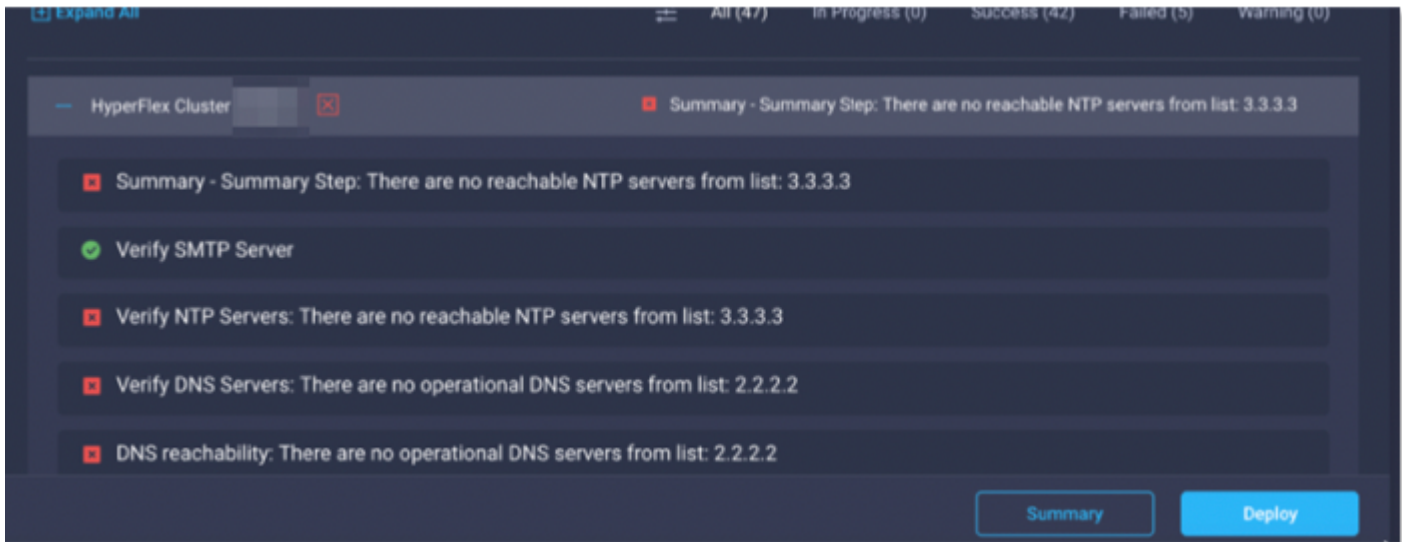 Expand All
All (47) In Progress (0) Success (42) Failed (5) Warning (0)
HyperFlex Cluster
Summary - Summary Step: There are no reachable NTP servers from list: 3.3.3.3
Summary - Summary Step: There are no reachable NTP servers from list: 3.3.3.3
Verify SMTP Server
Verify NTP Servers: There are no reachable NTP servers from list: 3.3.3.3
Verify DNS Servers: There are no operational DNS servers from list: 2.2.2.2
DNS reachability: There are no operational DNS servers from list: 2.2.2.2
Summary
Deploy